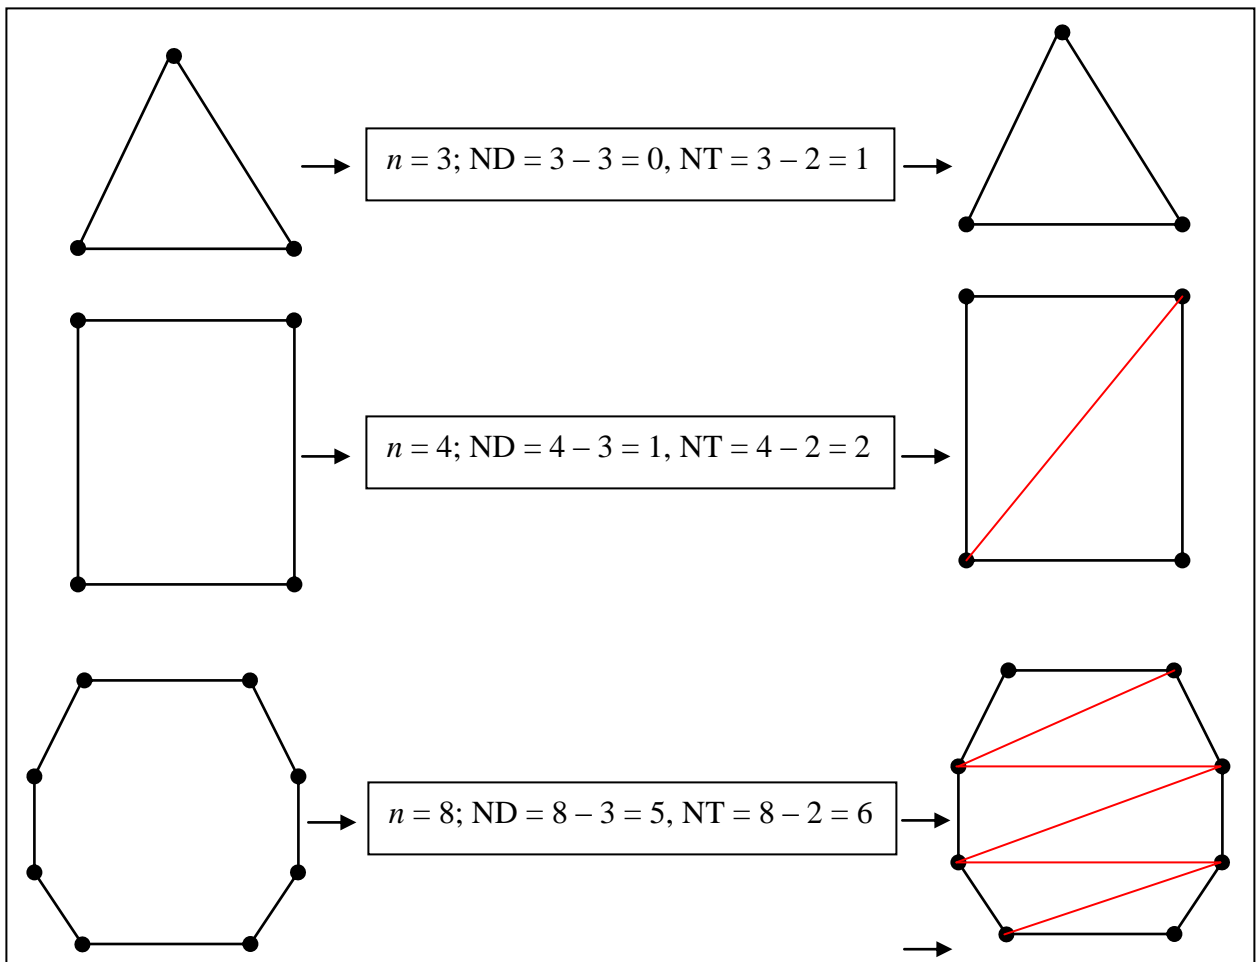 n = 3; ND = 3 – 3 = 0, NT = 3 – 2 = 1
n = 4; ND = 4 – 3 = 1, NT = 4 – 2 = 2
n = 8; ND = 8 – 3 = 5, NT = 8 – 2 = 6